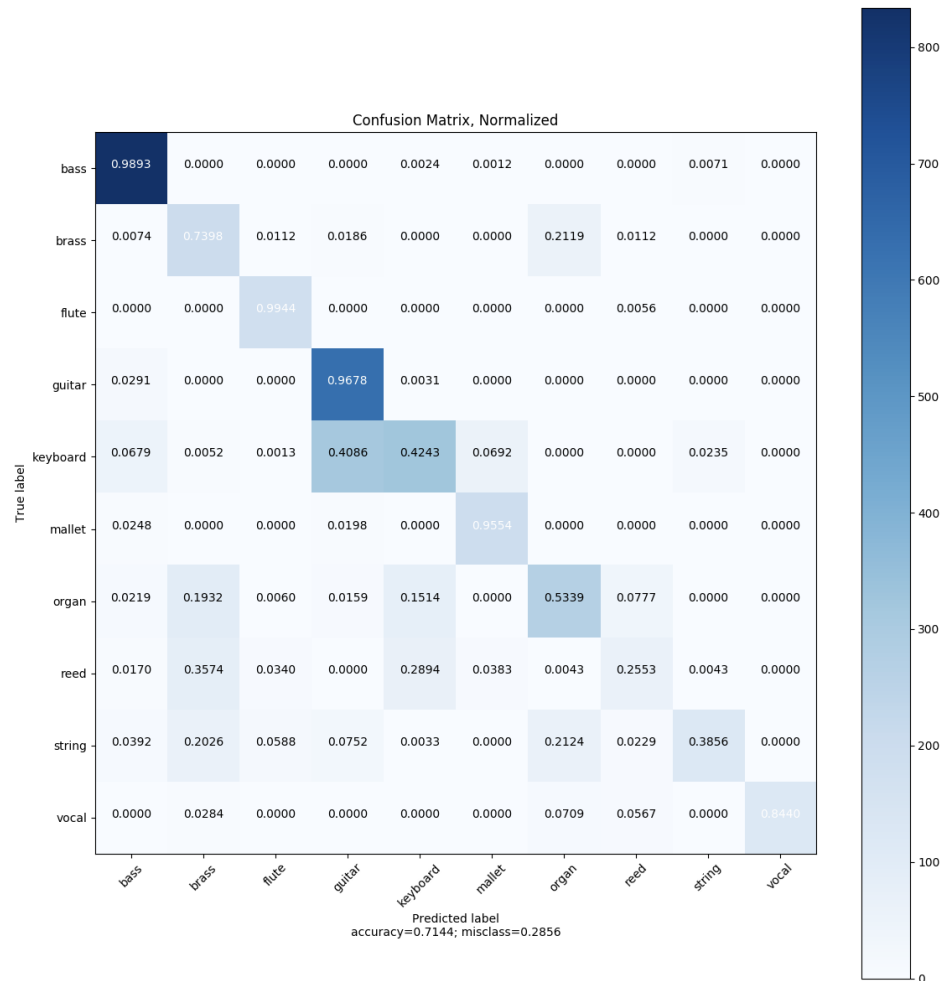 Confusion Matrix, Normalized
True label
bass 0.9893 0.0000 0.0000 0.0000 0.0024 0.0012 0.0000 0.0000 0.0071 0.0000
brass 0.0074 0.7398 0.0112 0.0186 0.0000 0.0000 0.2119 0.0112 0.0000 0.0000
flute 0.0000 0.9944 0.0000 0.0000 0.0000 0.0000 0.0000 0.0056 0.0000 0.0000
guitar 0.0291 0.0000 0.0000 0.9678 0.0031 0.0000 0.0000 0.0000 0.0000 0.0000
keyboard 0.0679 0.0052 0.0013 0.4086 0.4243 0.0692 0.0000 0.0000 0.0235 0.0000
mallet 0.0248 0.0000 0.0000 0.0198 0.0000 0.9554 0.0000 0.0000 0.0000 0.0000
organ 0.0219 0.1932 0.0060 0.0159 0.1514 0.0000 0.5339 0.0777 0.0000 0.0000
reed 0.0170 0.3574 0.0340 0.0000 0.2894 0.0383 0.0043 0.2553 0.0043 0.0000
string 0.0392 0.2026 0.0588 0.0752 0.0033 0.0000 0.2124 0.0229 0.3856 0.0000
vocal 0.0000 0.0284 0.0000 0.0000 0.0000 0.0000 0.0709 0.0567 0.0000 0.8440
bass brass flute guitar keyboard mallet organ reed string vocal
Predicted label
accuracy=0.7144; misclass=0.2856
800
700
600
500
400
300
200
100
0